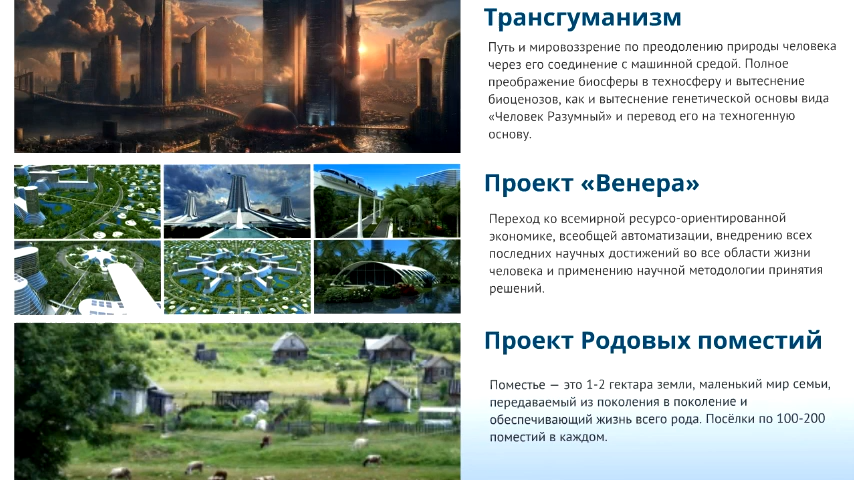 Трансгуманизм
Путь и мировоззрение по преодолению природы человека
через его соединение с машинной средой. Полное
преображение биосферы в техносферу и вытеснение
биоценозов, как и вытеснение генетической основы вида
«Человек Разумный» и перевод его на техногенную
основу.
Проект «Венера»
Переход ко всемирной ресурсо-ориентированной
экономике, всеобщей автоматизации, внедрению всех
последних научных достижений во все области жизни
человека и применению научной методологии принятия
решений.
Проект Родовых поместий
Поместье — это 1-2 гектара земли, маленький мир семьи,
передаваемый из поколения в поколение и
обеспечивающий жизнь всего рода. Посёлки по 100-200
поместий в каждом.